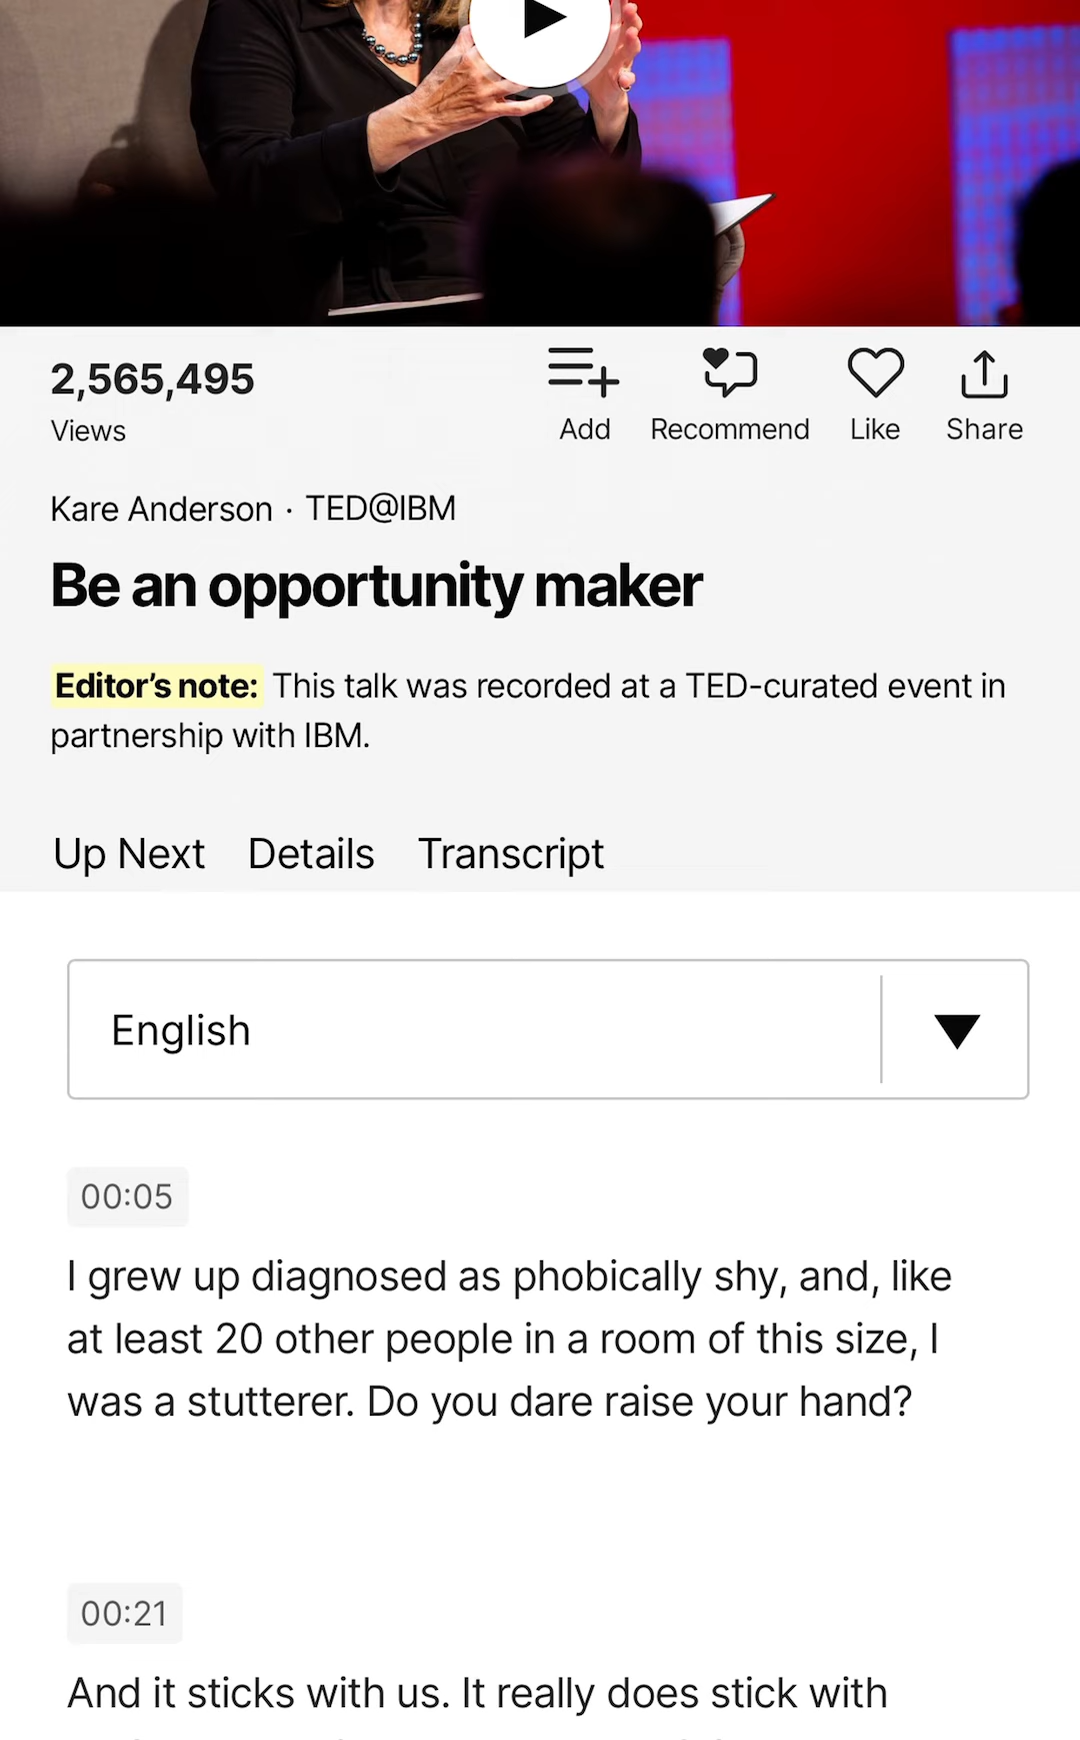 2,565,495
Views
Add
Recommend
Like
Share
Kare Anderson · TED@IBM
Be an opportunity maker
Editor’s note: This talk was recorded at a TED-curated event in
partnership with IBM.
Up Next Details Transcript
English
00:05
I grew up diagnosed as phobically shy, and, like
at least 20 other people in a room of this size, I
was a stutterer. Do you dare raise your hand?
00:21
And it sticks with us. It really does stick with